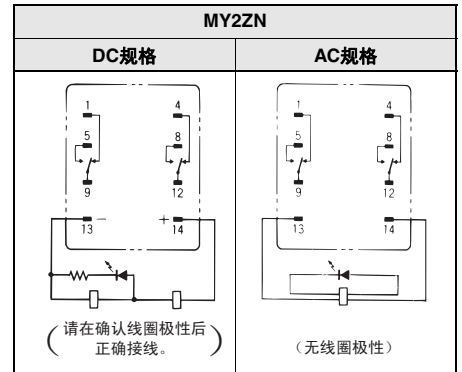 MY2ZN
DC规格
AC规格
1 4
5 8
9 12
13 − + 14
1 4
5 8
9 12
13 14
(请在确认线圈极性后
正确接线。)
(无线圈极性)